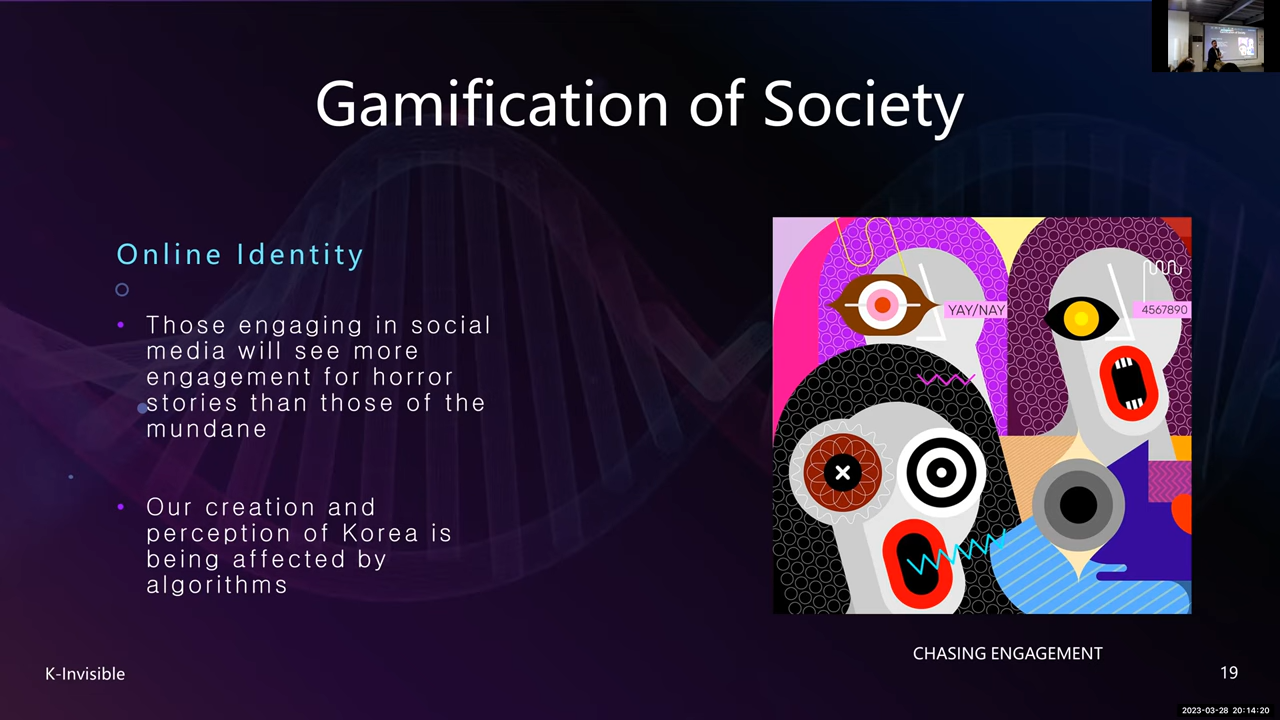 Gamification of Society
Online Identity
• Those engaging in social
media will see more
engagement for horror
stories than those of the
mundane
• Our creation and
perception of Korea is
being affected by
algorithms
YAY/NAY
4567890
CHASING ENGAGEMENT
K-Invisible
19
2023-03-28 20:14:20